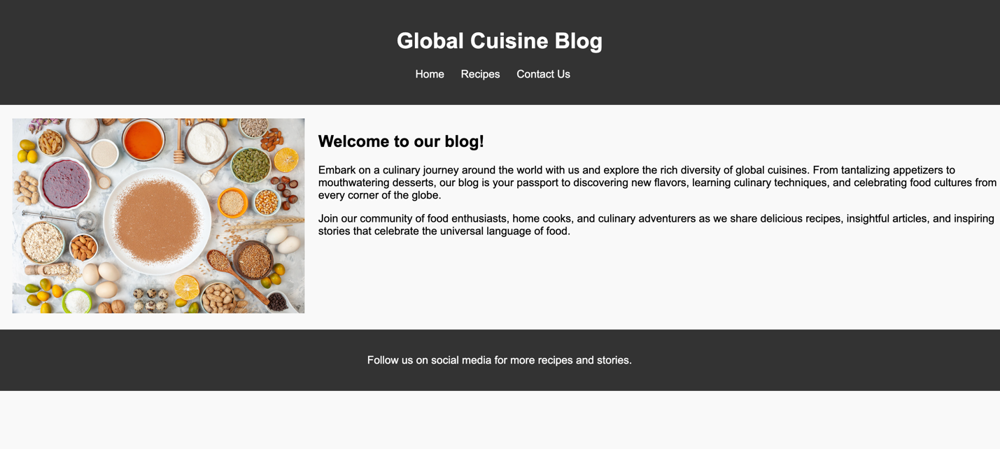 Global Cuisine Blog
Home Recipes Contact Us
Welcome to our blog!
Embark on a culinary journey around the world with us and explore the rich diversity of global cuisines. From tantalizing appetizers to
mouthwatering desserts, our blog is your passport to discovering new flavors, learning culinary techniques, and celebrating food cultures from
every corner of the globe.
Join our community of food enthusiasts, home cooks, and culinary adventurers as we share delicious recipes, insightful articles, and inspiring
stories that celebrate the universal language of food.
Follow us on social media for more recipes and stories.